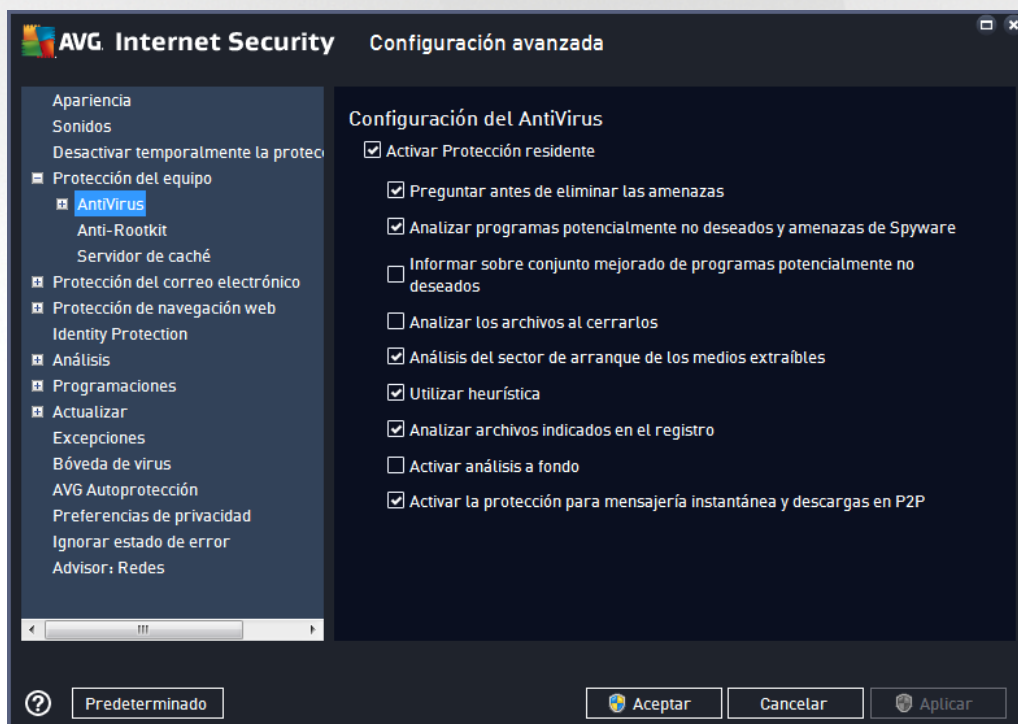 AVG. Internet Security Configuración avanzada
Apariencia
Sonidos
Desactivar temporalmente la protec
Protección del equipo
AntiVirus
Anti-Rootkit
Servidor de caché
Protección del correo electrónico
Protección de navegación web
Identity Protection
Análisis
Programaciones
Actualizar
Excepciones
Bóveda de virus
AVG Autoprotección
Preferencias de privacidad
Ignorar estado de error
Advisor: Redes
Configuración del AntiVirus
Activar Protección residente
Preguntar antes de eliminar las amenazas
Analizar programas potencialmente no deseados y amenazas de Spyware
Informar sobre conjunto mejorado de programas potencialmente no
deseados
Analizar los archivos al cerrarlos
Análisis del sector de arranque de los medios extraíbles
Utilizar heurística
Analizar archivos indicados en el registro
Activar análisis a fondo
Activar la protección para mensajería instantánea y descargas en P2P
? Predeterminado Aceptar Cancelar Aplicar